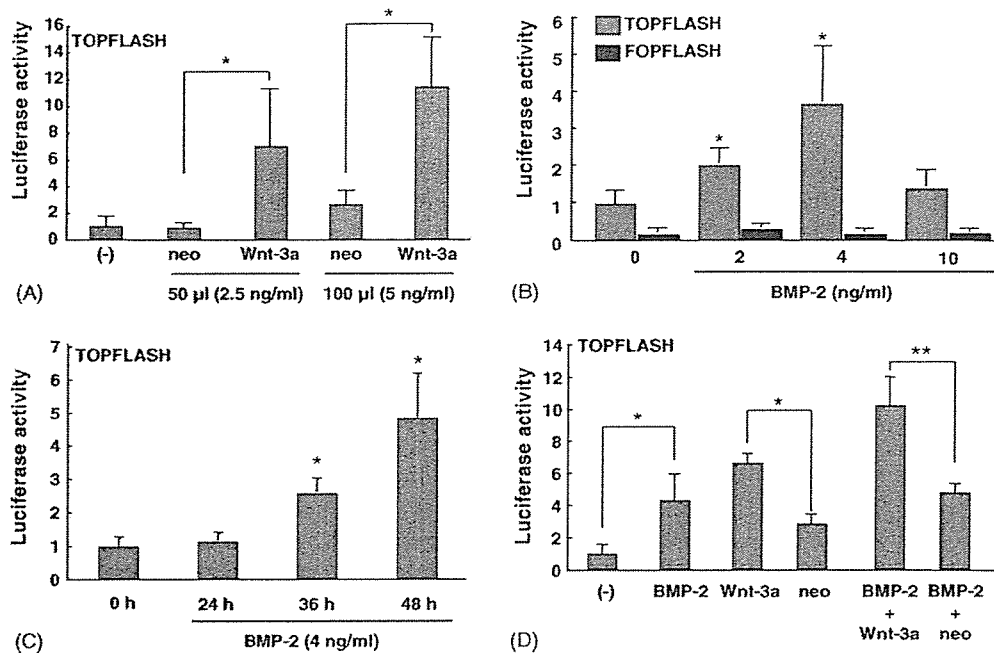 TOPFLASH
Luciferase activity
16
14
12
10
8
6
4
2
0
*
*
(-) neo Wnt-3a neo Wnt-3a
50 µl (2.5 ng/ml) 100 µl (5 ng/ml)
(A)
TOPFLASH
FOPFLASH
Luciferase activity
6
5
4
3
2
1
0
*
*
0 2 4 10
BMP-2 (ng/ml)
(B)
TOPFLASH
Luciferase activity
7
6
5
4
3
2
1
0
*
*
0 h 24 h 36 h 48 h
BMP-2 (4 ng/ml)
(C)
TOPFLASH
Luciferase activity
14
12
10
8
6
4
2
0
*
*
**
(-) BMP-2 Wnt-3a neo BMP-2 BMP-2
+ +
Wnt-3a neo
(D)